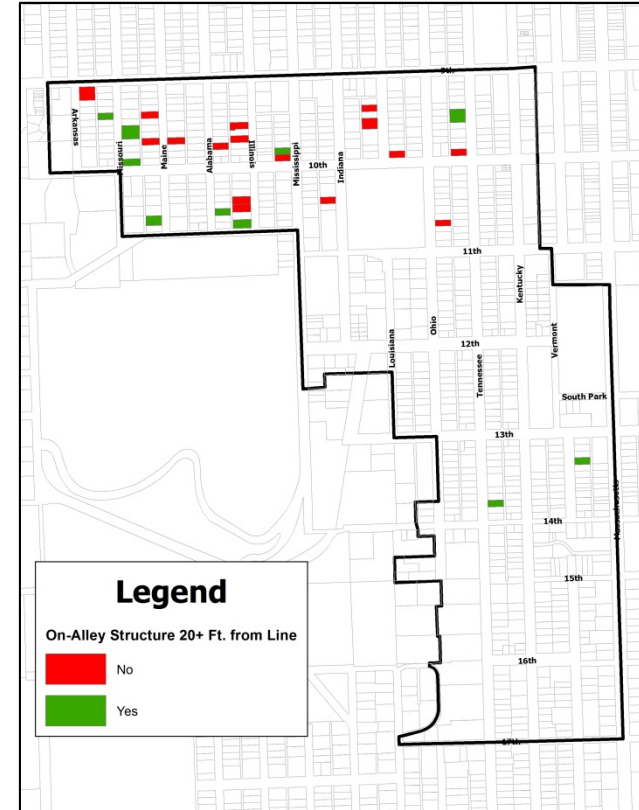 9th
Arkansas
Missouri
Maine
Alabama
Illinois
Mississippi
10th
Indiana
11th
Kentucky
Ohio
Louisiana
12th
Vermont
Tennessee
South Park
13th
Massachusetts
14th
15th
16th
17th
Legend
On-Alley Structure 20+ Ft. from Line
No
Yes